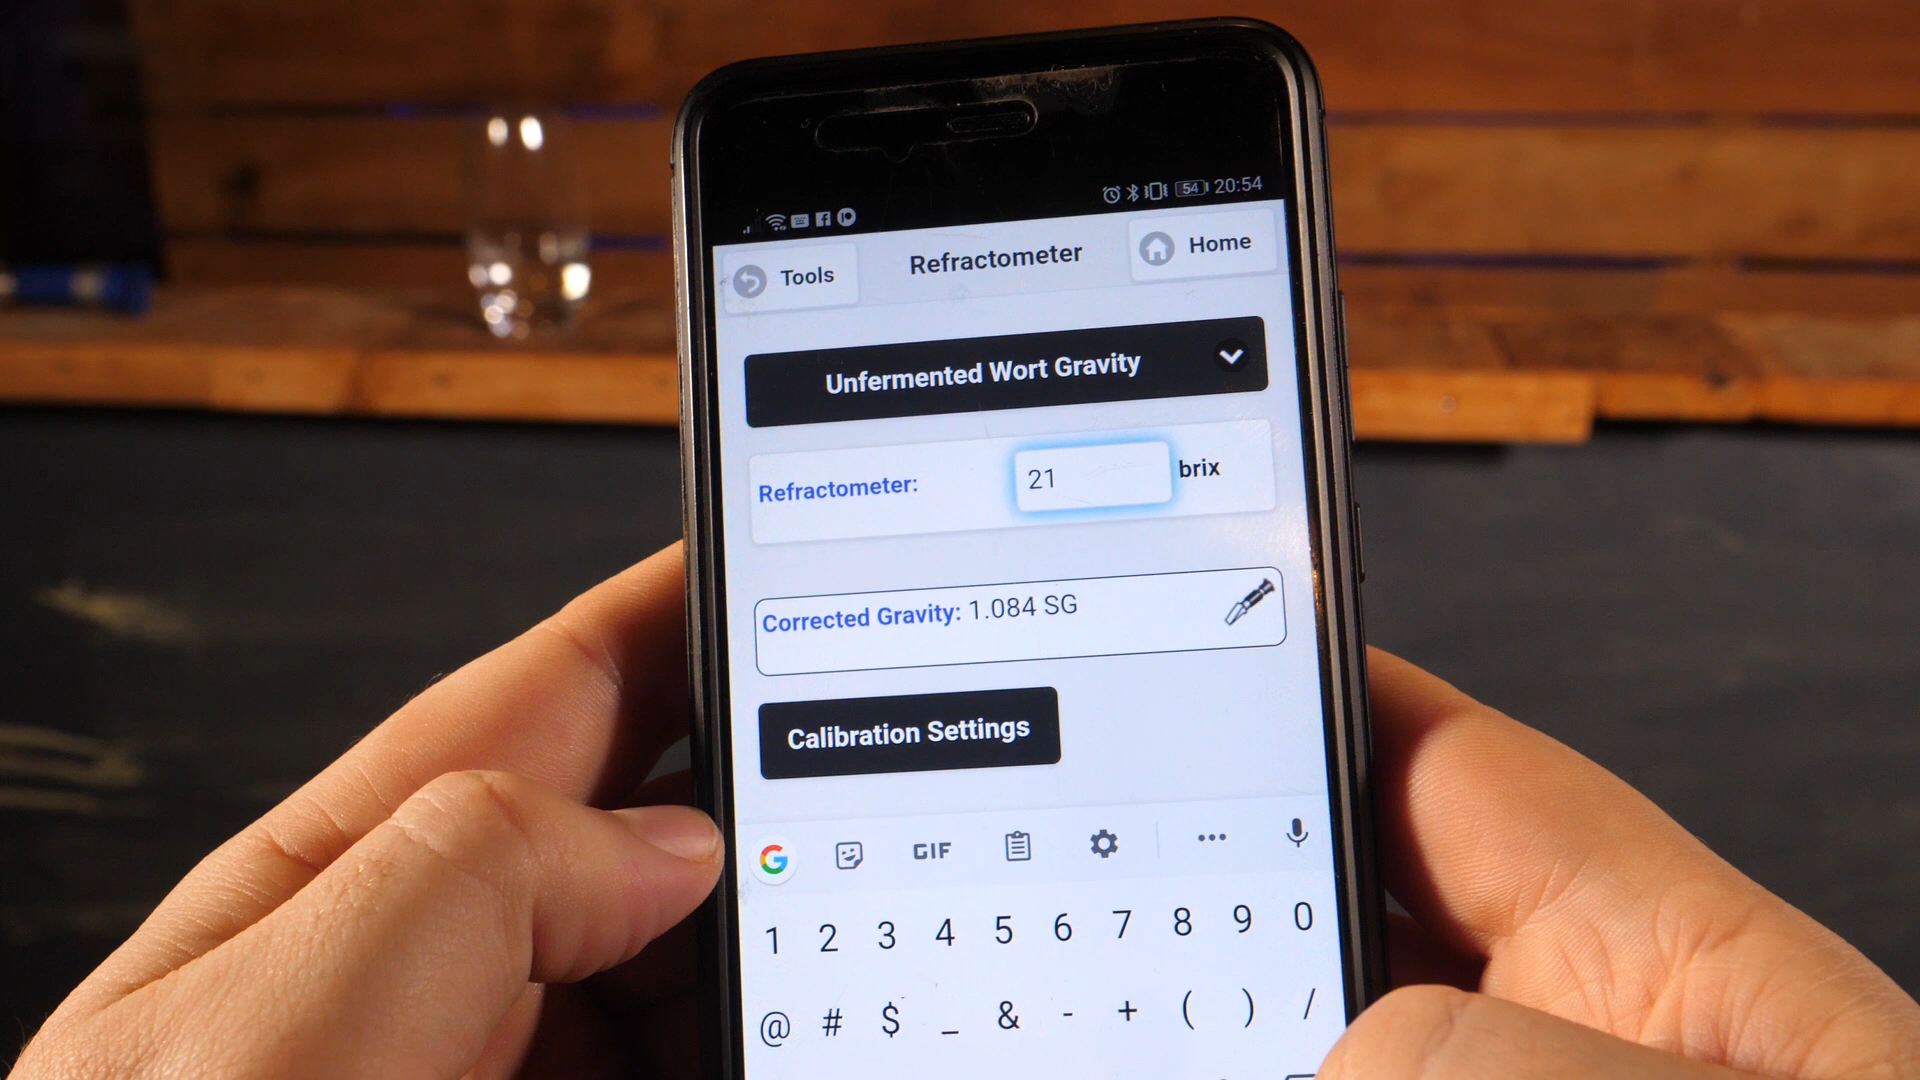 54 20:54
Tools
Refractometer
Home
Unfermented Wort Gravity
Refractometer:
21
brix
Corrected Gravity: 1.084 SG
Calibration Settings
G GIF
1 2 3 4 5 6 7 8 9 0
@ # $ _ & - + ( ) /